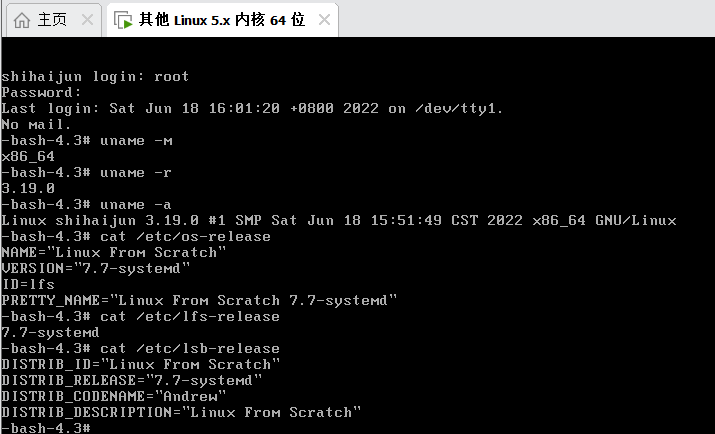 主页
其他 Linux 5.x 内核 64 位
shihaijun login: root
Password:
Last login: Sat Jun 18 16:01:20 +0800 2022 on /dev/tty1.
No mail.
-bash-4.3# uname -m
x86_64
-bash-4.3# uname -r
3.19.0
-bash-4.3# uname -a
Linux shihaijun 3.19.0 #1 SMP Sat Jun 18 15:51:49 CST 2022 x86_64 GNU/Linux
-bash-4.3# cat /etc/os-release
NAME="Linux From Scratch"
VERSION="7.7-systemd"
ID=lfs
PRETTY_NAME="Linux From Scratch 7.7-systemd"
-bash-4.3# cat /etc/lfs-release
7.7-systemd
-bash-4.3# cat /etc/lsb-release
DISTRIB_ID="Linux From Scratch"
DISTRIB_RELEASE="7.7-systemd"
DISTRIB_CODENAME="Andrew"
DISTRIB_DESCRIPTION="Linux From Scratch"
-bash-4.3#